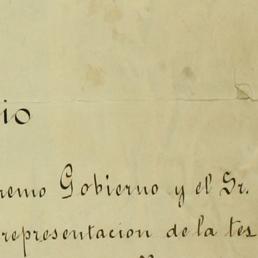 io
remo Gobierno y el Sr.
representacion de la tes